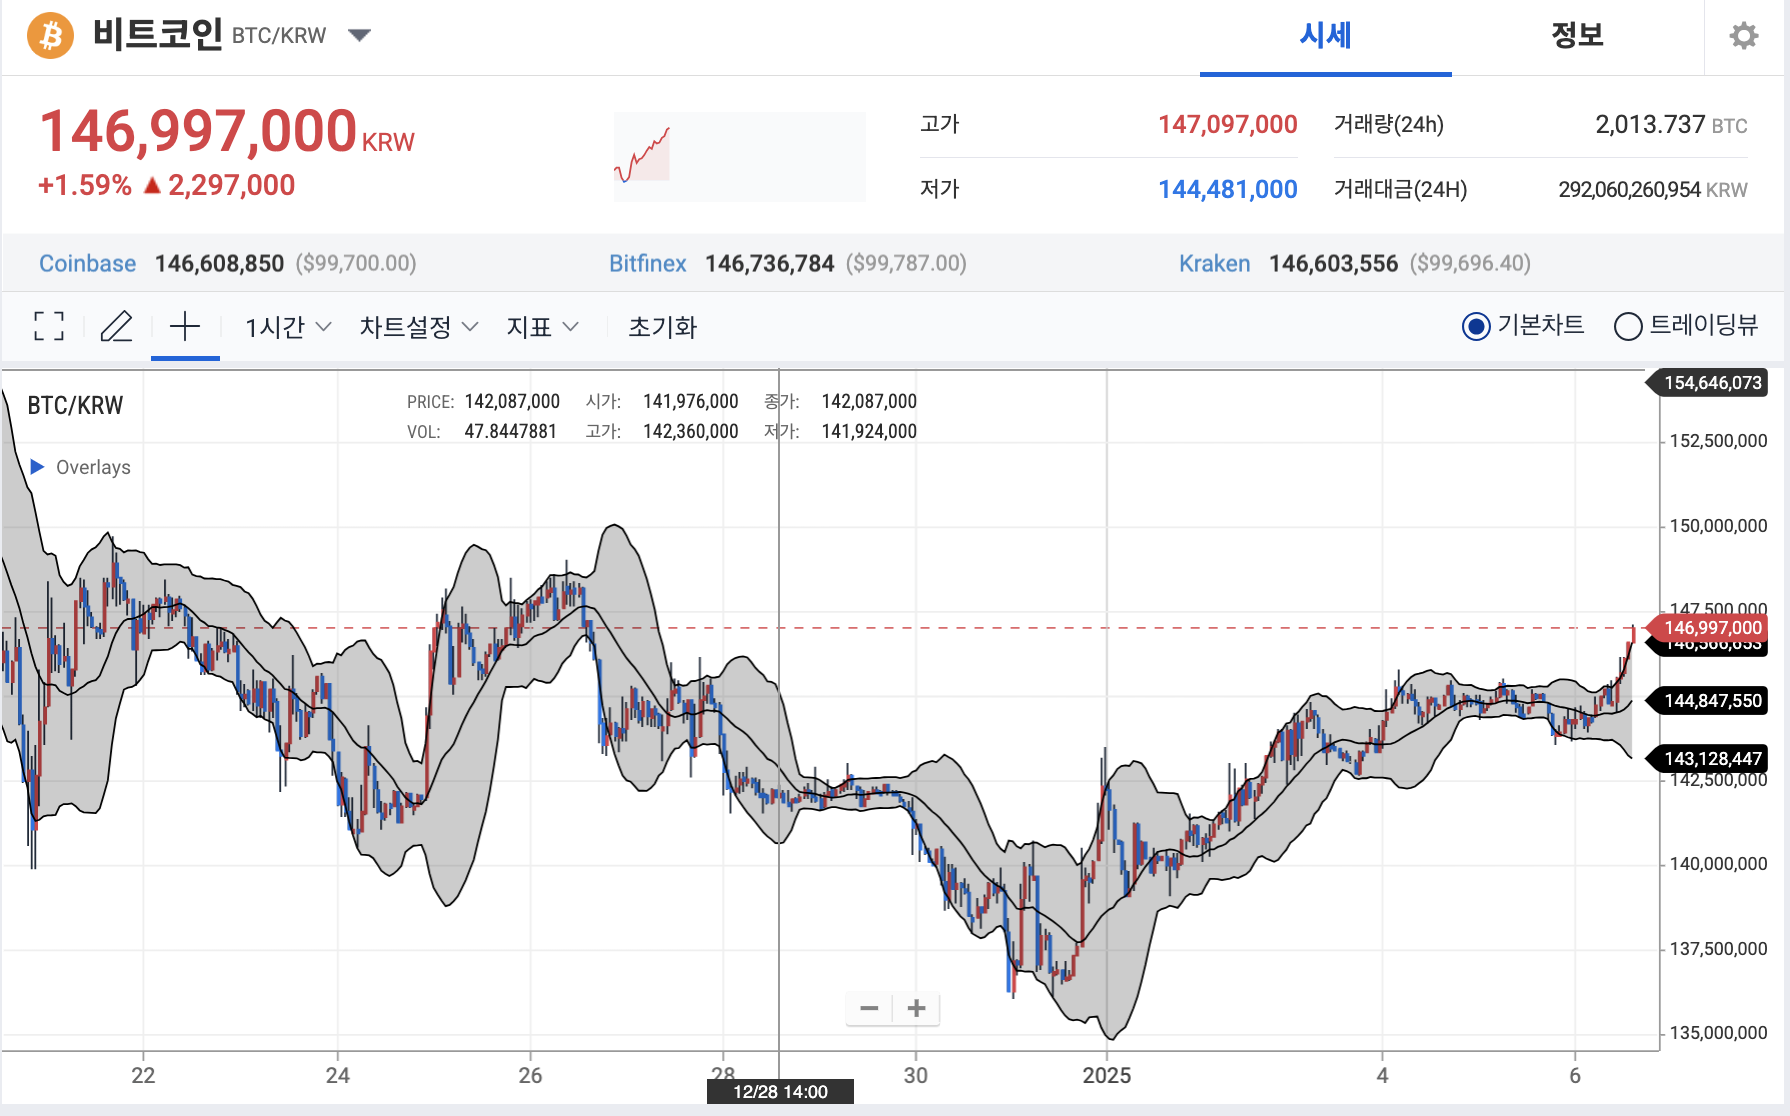 비트코인 BTC/KRW
시세 정보
146,997,000 KRW
+1.59% ▲ 2,297,000
고가 147,097,000 거래량(24h) 2,013.737 BTC
저가 144,481,000 거래대금(24H) 292,060,260,954 KRW
Coinbase 146,608,850 ($99,700.00) Bitfinex 146,736,784 ($99,787.00) Kraken 146,603,556 ($99,696.40)
1시간 차트설정 지표 초기화 기본차트 트레이딩뷰
BTC/KRW
PRICE: 142,087,000 시가: 141,976,000 종가: 142,087,000
VOL: 47.8447881 고가: 142,360,000 저가: 141,924,000
Overlays
154,646,073
152,500,000
150,000,000
147,500,000
146,997,000
144,847,550
143,128,447
142,500,000
140,000,000
137,500,000
135,000,000
22 24 26 28 30 2025 4 6
12/28 14:00